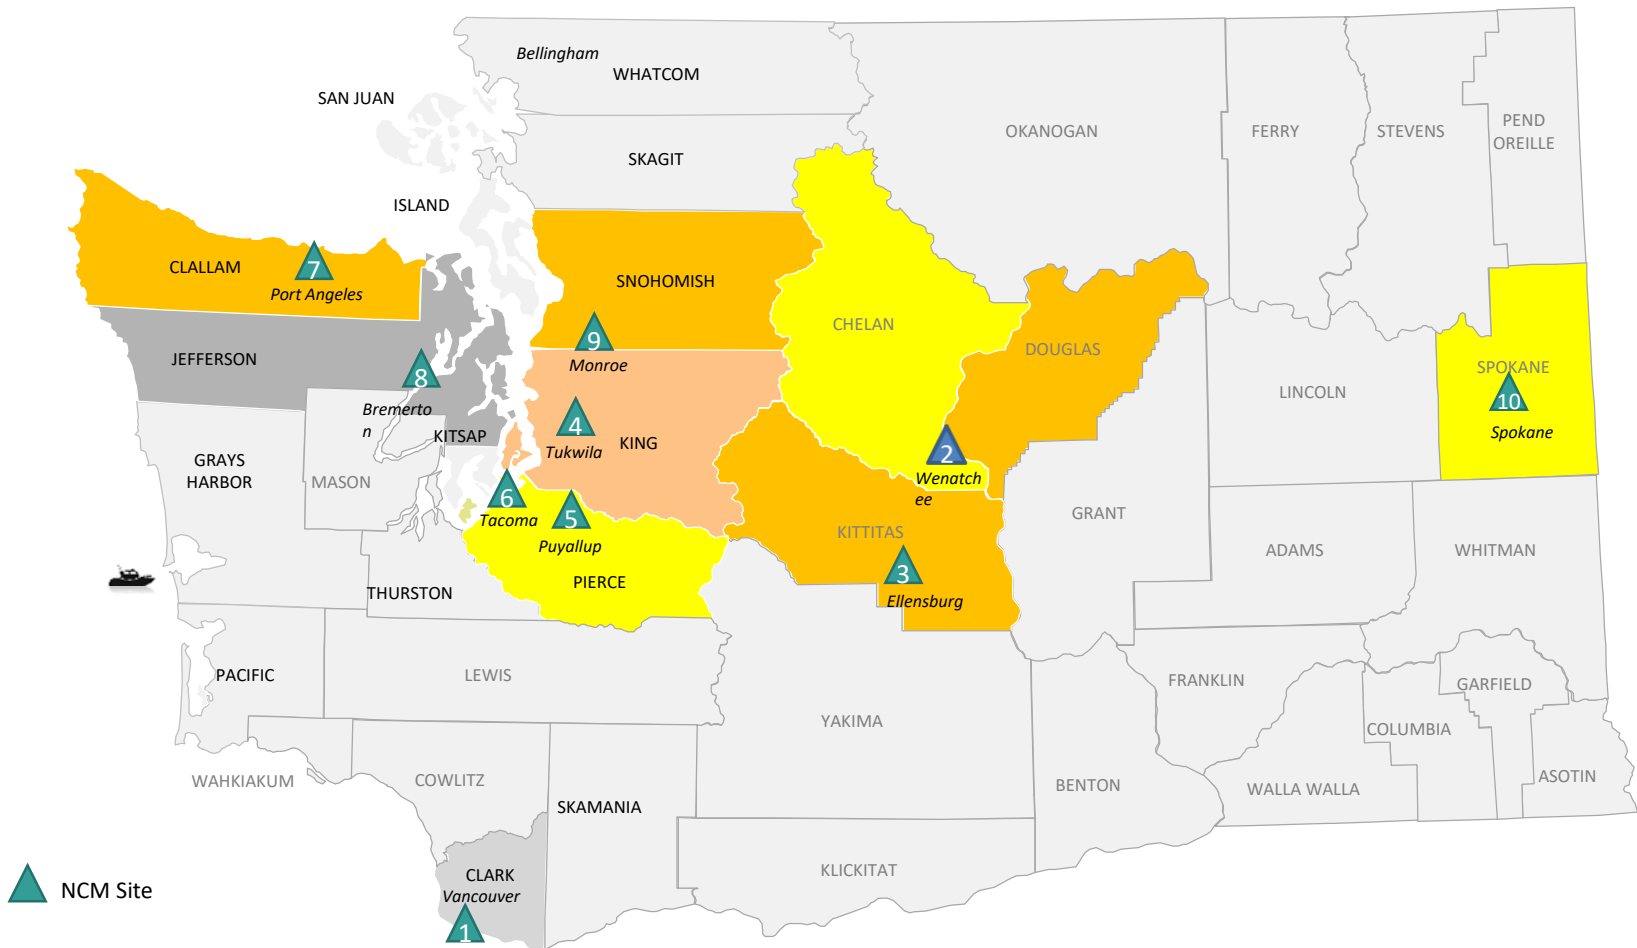 Bellingham
WHATCOM
SAN JUAN
OKANOGAN
FERRY
STEVENS
PEND
OREILLE
SKAGIT
ISLAND
CLALLAM
7
Port Angeles
SNOHOMISH
9
Monroe
CHELAN
DOUGLAS
JEFFERSON
8
Bremerto
n
KITSAP
4
Tukwila
KING
LINCOLN
SPOKANE
10
Spokane
GRAYS
HARBOR
MASON
2
Wenatch
ee
6
Tacoma
5
Puyallup
PIERCE
KITTITAS
3
Ellensburg
GRANT
ADAMS
WHITMAN
THURSTON
PACIFIC
LEWIS
YAKIMA
FRANKLIN
GARFIELD
COLUMBIA
WAHKIAKUM
COWLITZ
SKAMANIA
BENTON
WALLA WALLA
ASOTIN
CLARK
Vancouver
1
KLICKITAT
NCM Site